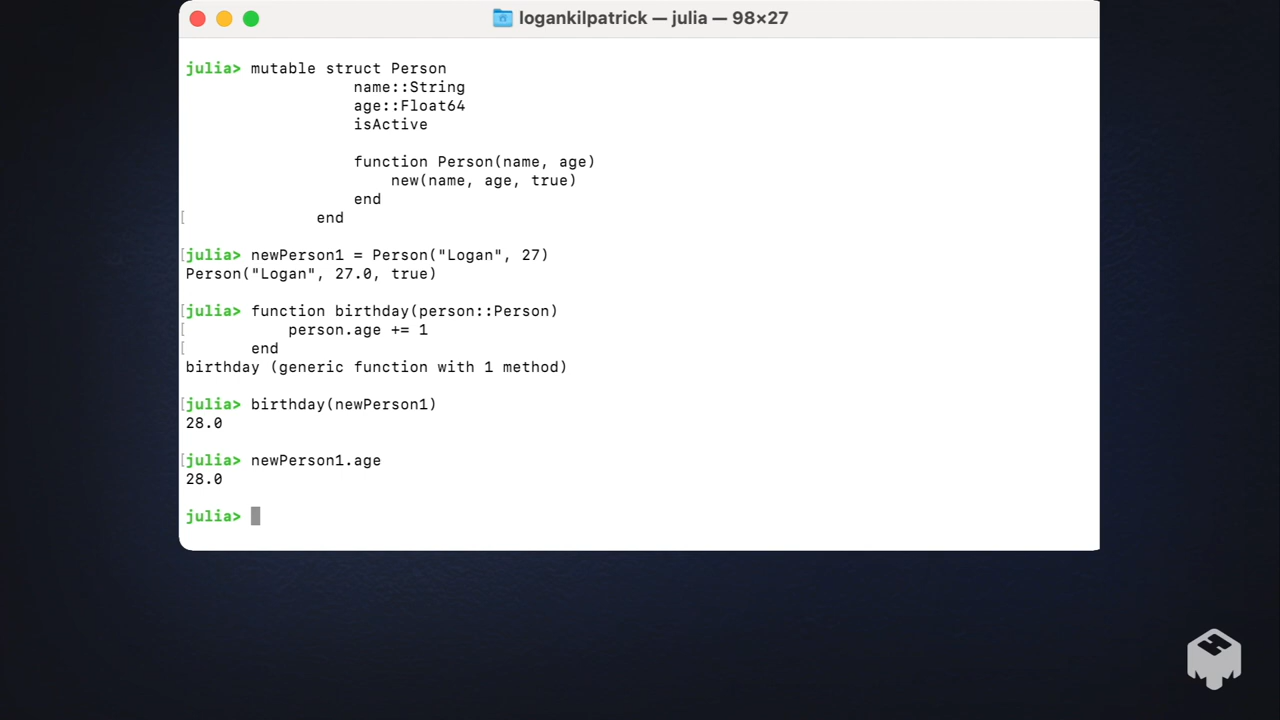 logankilpatrick — julia — 98×27
julia> mutable struct Person
name::String
age::Float64
isActive
function Person(name, age)
new(name, age, true)
end
end
julia> newPerson1 = Person("Logan", 27)
Person("Logan", 27.0, true)
julia> function birthday(person::Person)
person.age += 1
end
birthday (generic function with 1 method)
julia> birthday(newPerson1)
28.0
julia> newPerson1.age
28.0
julia>